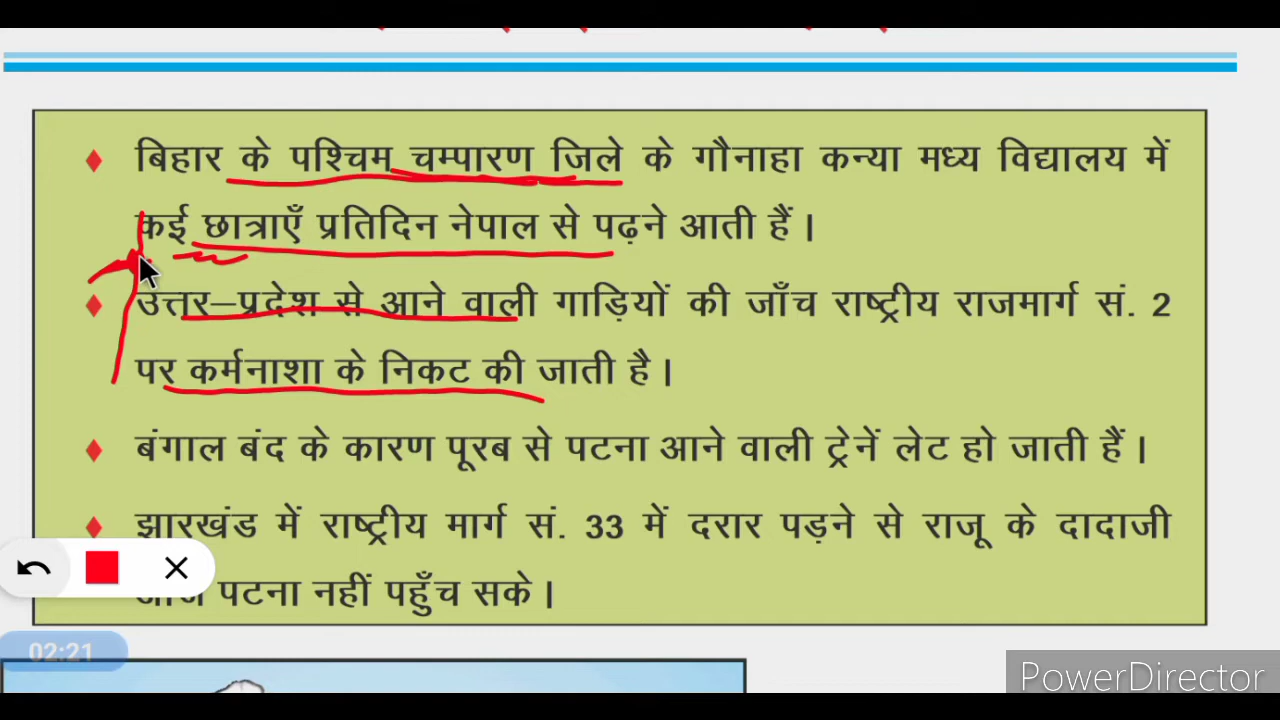 बिहार के पश्चिम चम्पारण जिले के गौनाहा कन्या मध्य विद्यालय में
कई छात्राएँ प्रतिदिन नेपाल से पढ़ने आती हैं।
उत्तर–प्रदेश से आने वाली गाड़ियों की जाँच राष्ट्रीय राजमार्ग सं. 2
पर कर्मनाशा के निकट की जाती है।
बंगाल बंद के कारण पूरब से पटना आने वाली ट्रेनें लेट हो जाती हैं।
झारखंड में राष्ट्रीय मार्ग सं. 33 में दरार पड़ने से राजू के दादाजी
पटना नहीं पहुँच सके।
02:21
PowerDirector